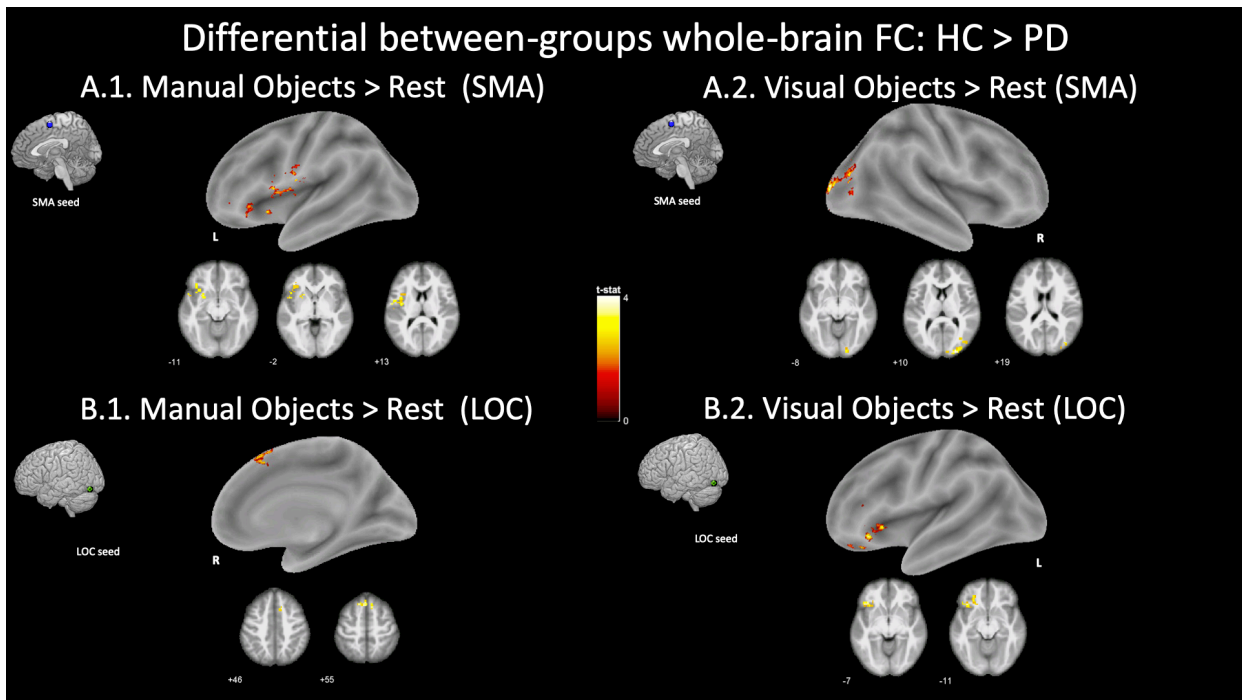 Differential between-groups whole-brain FC: HC > PD
A.1. Manual Objects > Rest (SMA)
SMA seed
L
-11
-2
+13
A.2. Visual Objects > Rest (SMA)
SMA seed
R
-8
+10
+19
t-stat
4
0
B.1. Manual Objects > Rest (LOC)
LOC seed
R
+46
+55
B.2. Visual Objects > Rest (LOC)
LOC seed
L
-7
-11